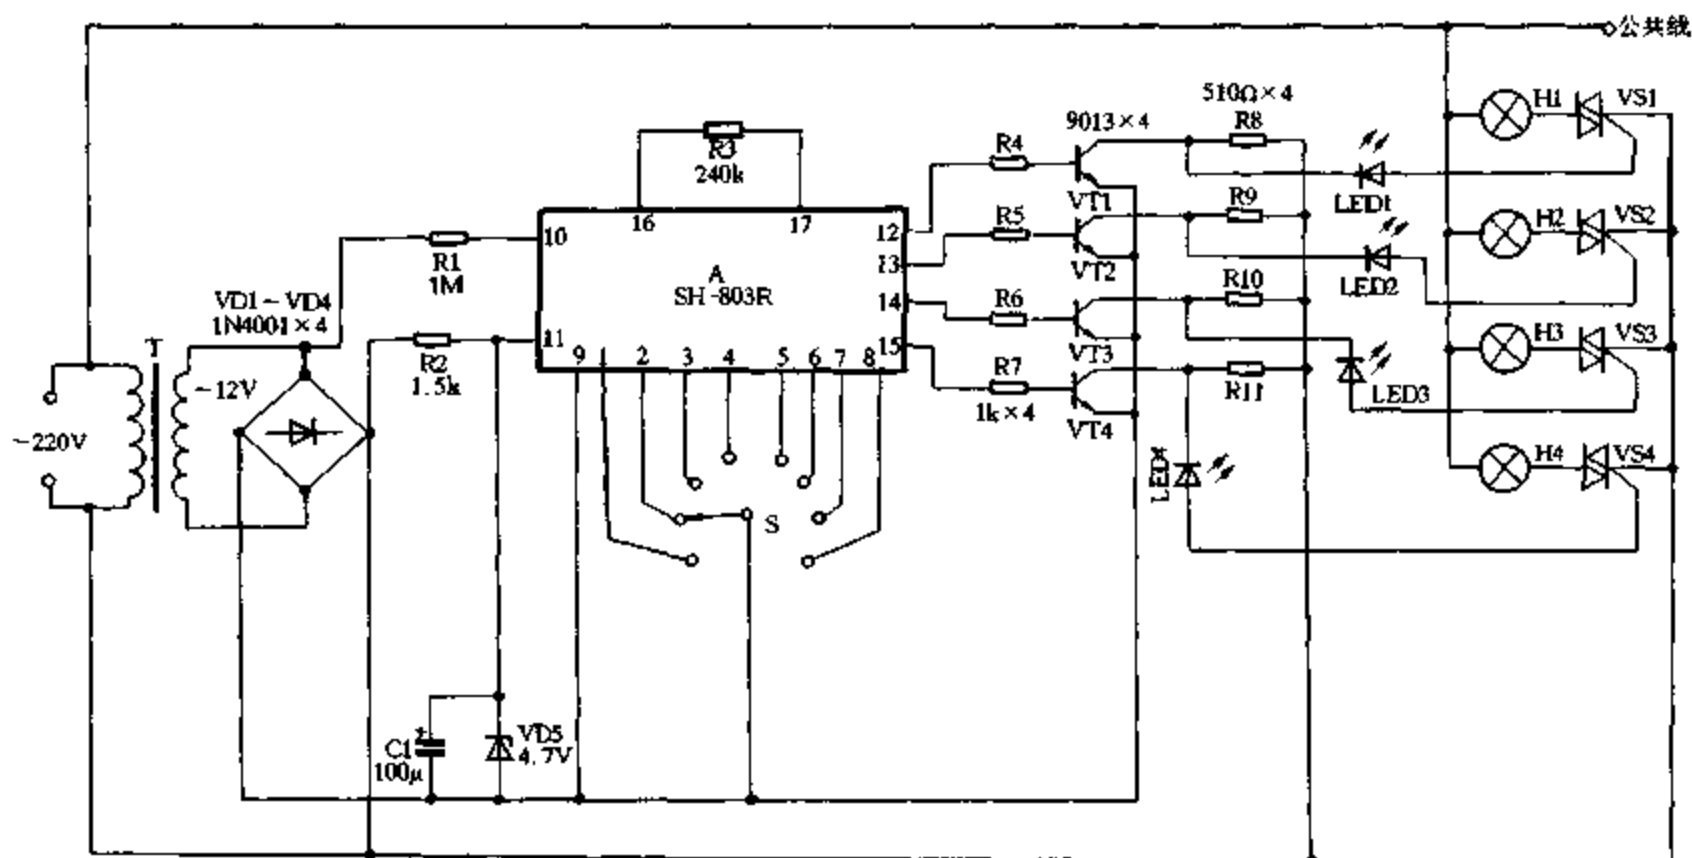 公共线
510Ω×4
H1
VS1
9013×4
R8
R3
240k
R4
VT1
LED1
16
17
12
R5
R9
H2
VS2
10
13
VT2
LED2
R1
1M
A
SH-803R
14
R6
R10
VD1~VD4
1N4001×4
11
15
VT3
H3
VS3
T
R2
1.5k
9
1
2
3
4
5
6
7
8
R7
1k×4
R11
LED3
~12V
VT4
~220V
LED4
H4
VS4
S
C1
100μ
+
VD5
4.7V